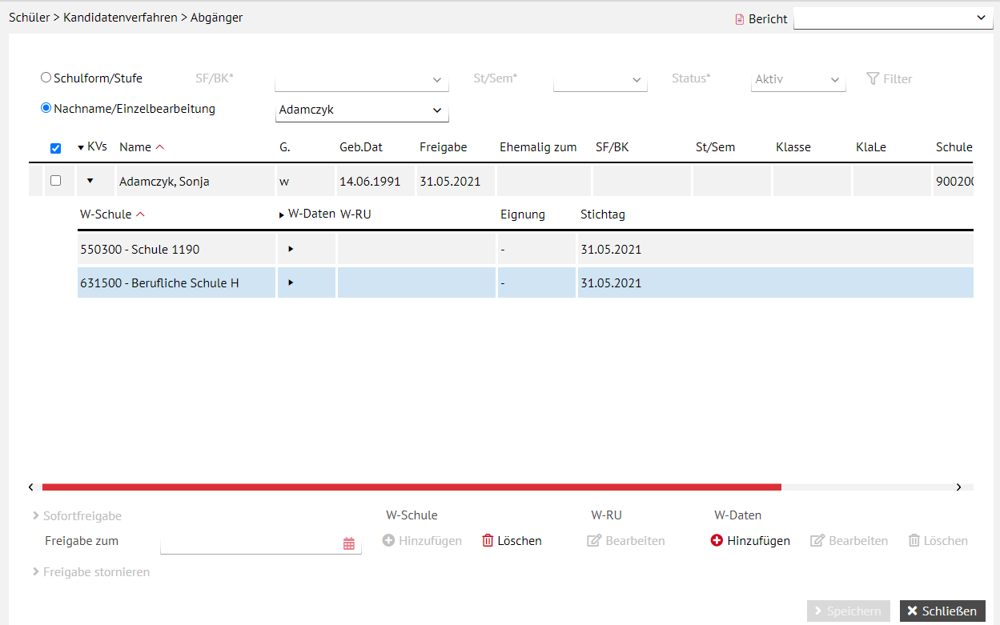 Schüler > Kandidatenverfahren > Abgänger
Bericht
Schulform/Stufe SF/BK* St/Sem* Status* Aktiv Filter
Nachname/Einzelbearbeitung Adamczyk
KVs Name G. Geb.Dat Freigabe Ehemalig zum SF/BK St/Sem Klasse KlaLe Schule
Adamczyk, Sonja w 14.06.1991 31.05.2021 900200
W-Schule W-Daten W-RU Eignung Stichtag
550300 - Schule 1190 - 31.05.2021
631500 - Berufliche Schule H - 31.05.2021
Sofortfreigabe W-Schule W-RU W-Daten
Freigabe zum Hinzufügen Löschen Bearbeiten Hinzufügen Bearbeiten Löschen
Freigabe stornieren
Speichern Schließen